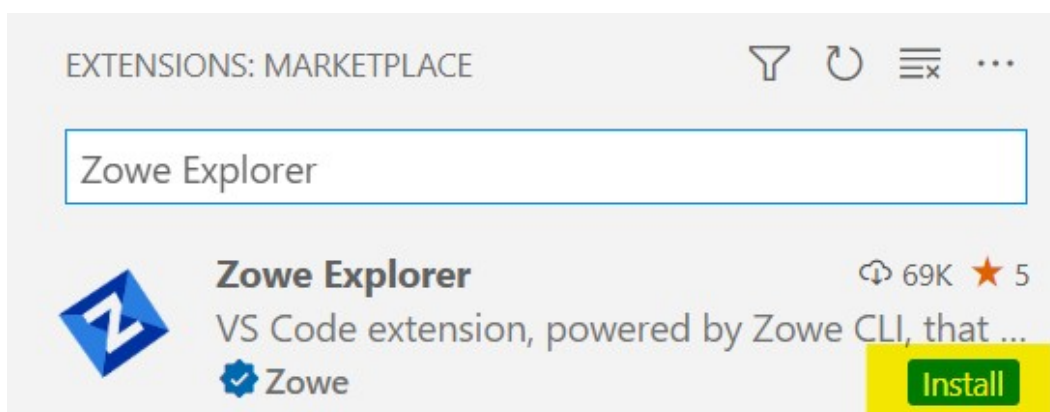 EXTENSIONS: MARKETPLACE
Zowe Explorer
Zowe Explorer 69K 5
VS Code extension, powered by Zowe CLI, that ...
Zowe Install